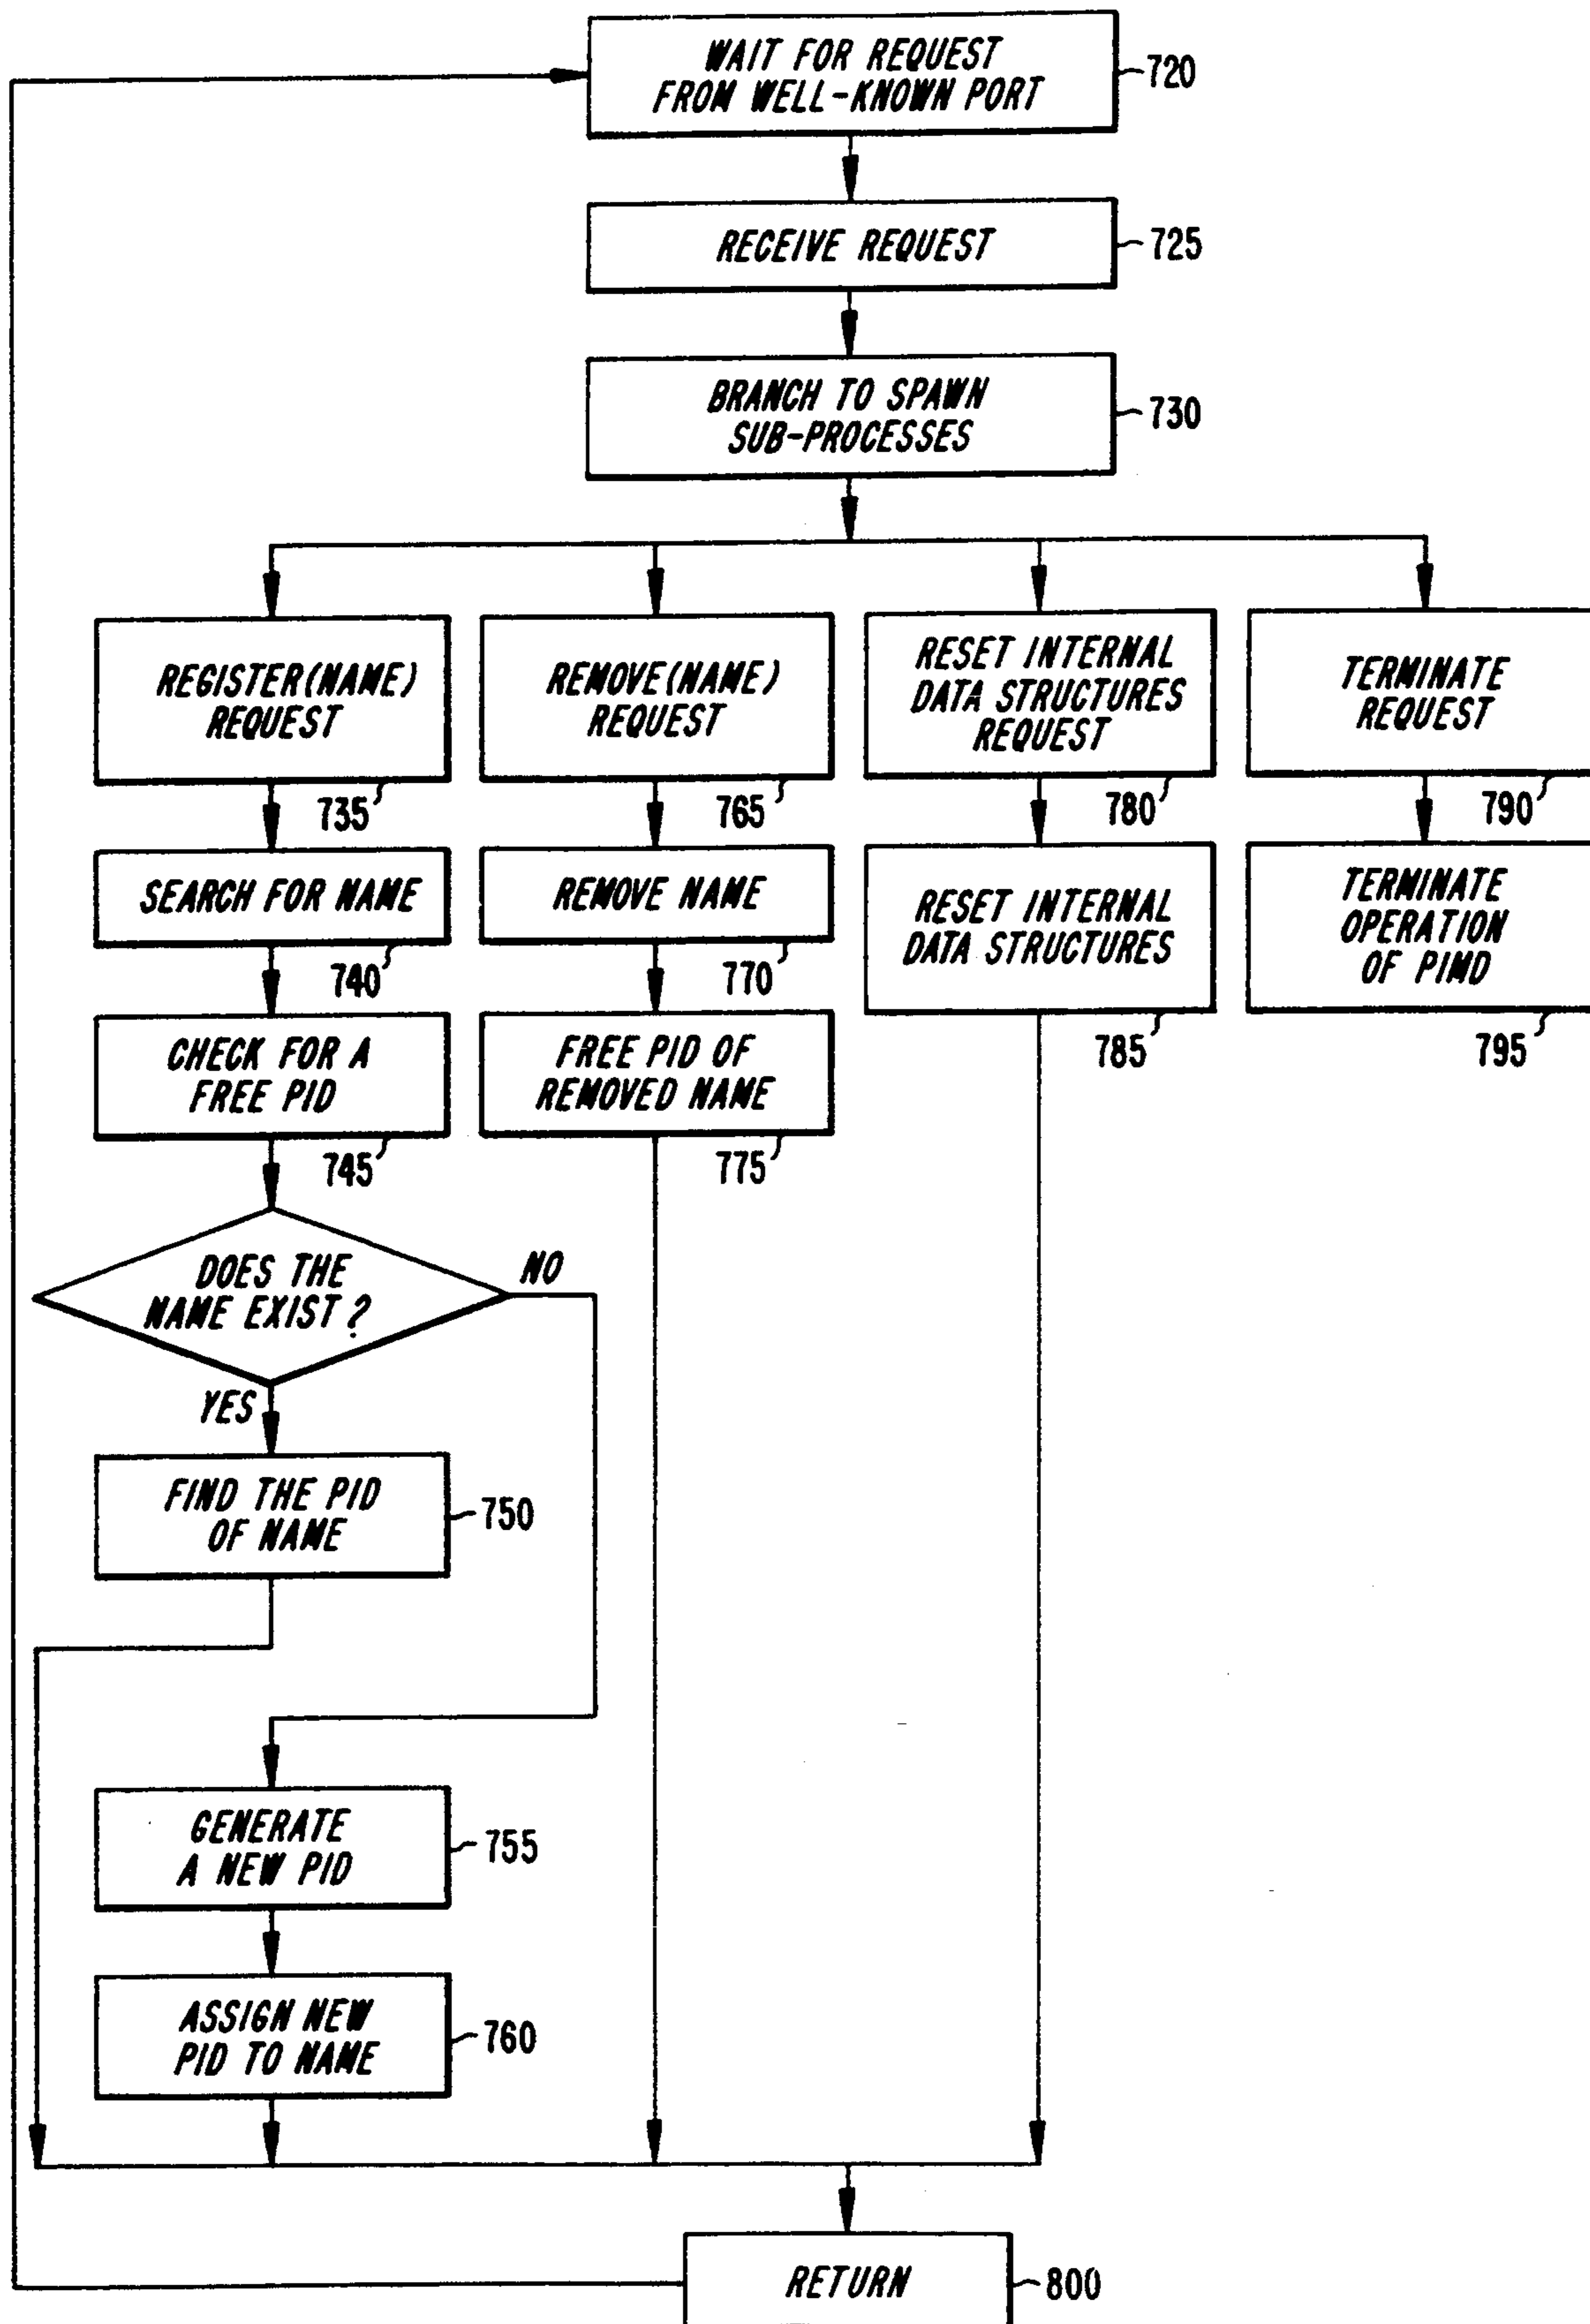 WAIT FOR REQUEST
FROM WELL-KNOWN PORT
720
RECEIVE REQUEST
725
BRANCH TO SPAWN
SUB-PROCESSES
730
REGISTER(NAME)
REQUEST
735
REMOVE(NAME)
REQUEST
765
RESET INTERNAL
DATA STRUCTURES
REQUEST
780
TERMINATE
REQUEST
790
SEARCH FOR NAME
740
REMOVE NAME
770
RESET INTERNAL
DATA STRUCTURES
785
TERMINATE
OPERATION
OF PIMD
795
CHECK FOR A
FREE PID
745
FREE PID OF
REMOVED NAME
775
DOES THE
NAME EXIST?
NO
YES
FIND THE PID
OF NAME
750
GENERATE
A NEW PID
755
ASSIGN NEW
PID TO NAME
760
RETURN
800